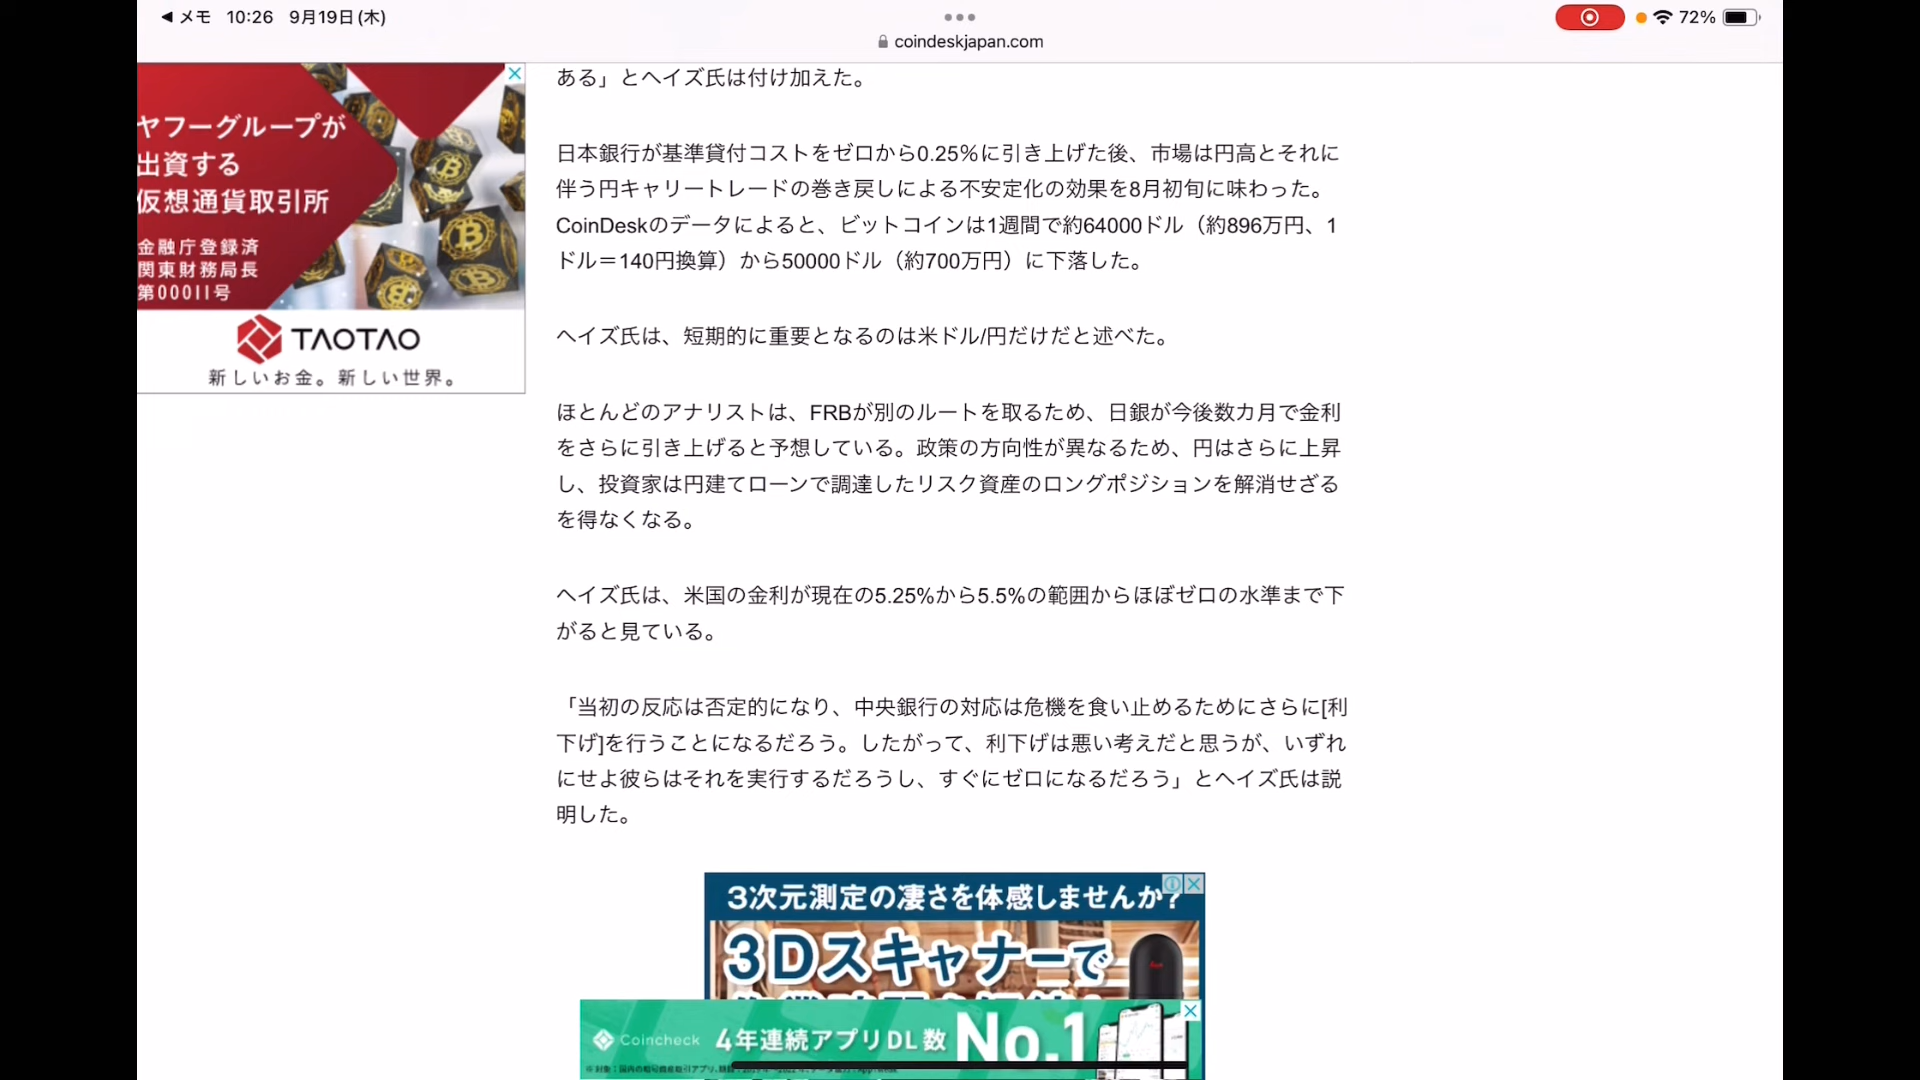 ◀ メモ 10:26 9月19日(木)
72%
coindeskjapan.com
ある」とヘイズ氏は付け加えた。
ヤフーグループが
出資する
仮想通貨取引所
金融庁登録済
関東財務局長
第00011号
TAOTAO
新しいお金。新しい世界。
日本銀行が基準貸付コストをゼロから0.25%に引き上げた後、市場は円高とそれに
伴う円キャリートレードの巻き戻しによる不安定化の効果を8月初旬に味わった。
CoinDeskのデータによると、ビットコインは1週間で約64000ドル（約896万円、1
ドル＝140円換算）から50000ドル（約700万円）に下落した。
ヘイズ氏は、短期的に重要となるのは米ドル/円だけだと述べた。
ほとんどのアナリストは、FRBが別のルートを取るため、日銀が今後数カ月で金利
をさらに引き上げると予想している。政策の方向性が異なるため、円はさらに上昇
し、投資家は円建てローンで調達したリスク資産のロングポジションを解消せざる
を得なくなる。
ヘイズ氏は、米国の金利が現在の5.25%から5.5%の範囲からほぼゼロの水準まで下
がると見ている。
「当初の反応は否定的になり、中央銀行の対応は危機を食い止めるためにさらに[利
下げ]を行うことになるだろう。したがって、利下げは悪い考えだと思うが、いずれ
にせよ彼らはそれを実行するだろうし、すぐにゼロになるだろう」とヘイズ氏は説
明した。
3次元測定の凄さを体感しませんか?
3Dスキャナーで
Coincheck 4年連続アプリDL数 No.1